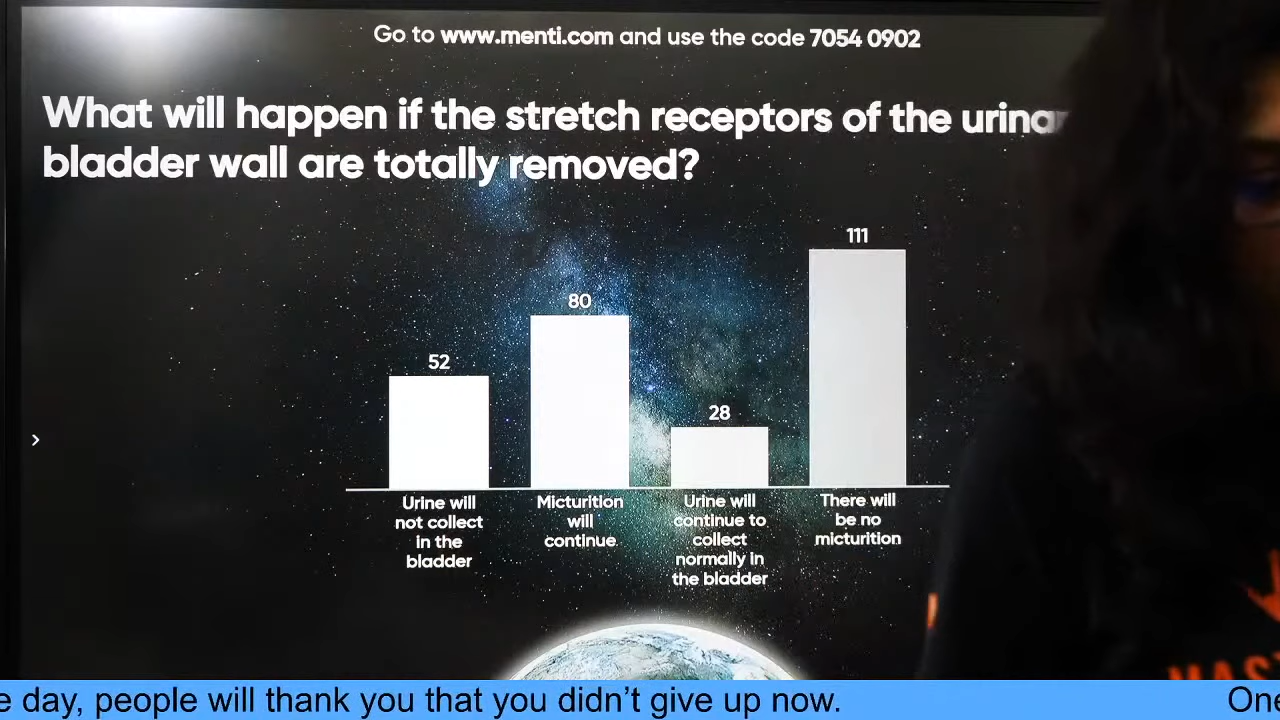 Go to www.menti.com and use the code 7054 0902
What will happen if the stretch receptors of the
bladder wall are totally removed?
111
80
52
28
Urine will
not collect
in the
bladder
Micturition
will
continue
Urine will
continue to
collect
normally in
the bladder
There will
be no
micturition
day, people will thank you that you didn't give up now.